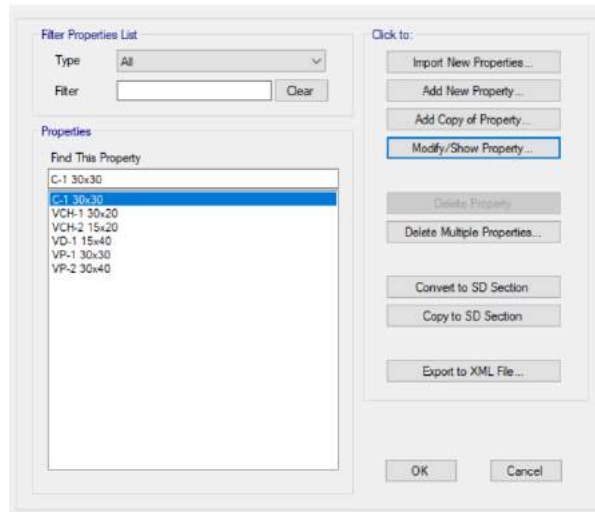 Filter Properties List
Type All
Filter Clear
Properties
Find This Property
C-1 30x30
C-1 30x30
VCH-1 30x20
VCH-2 15x20
VD-1 15x40
VP-1 30x30
VP-2 30x40
Click to:
Import New Properties...
Add New Property...
Add Copy of Property...
Modify/Show Property...
Delete Property
Delete Multiple Properties...
Convert to SD Section
Copy to SD Section
Export to XML File...
OK Cancel